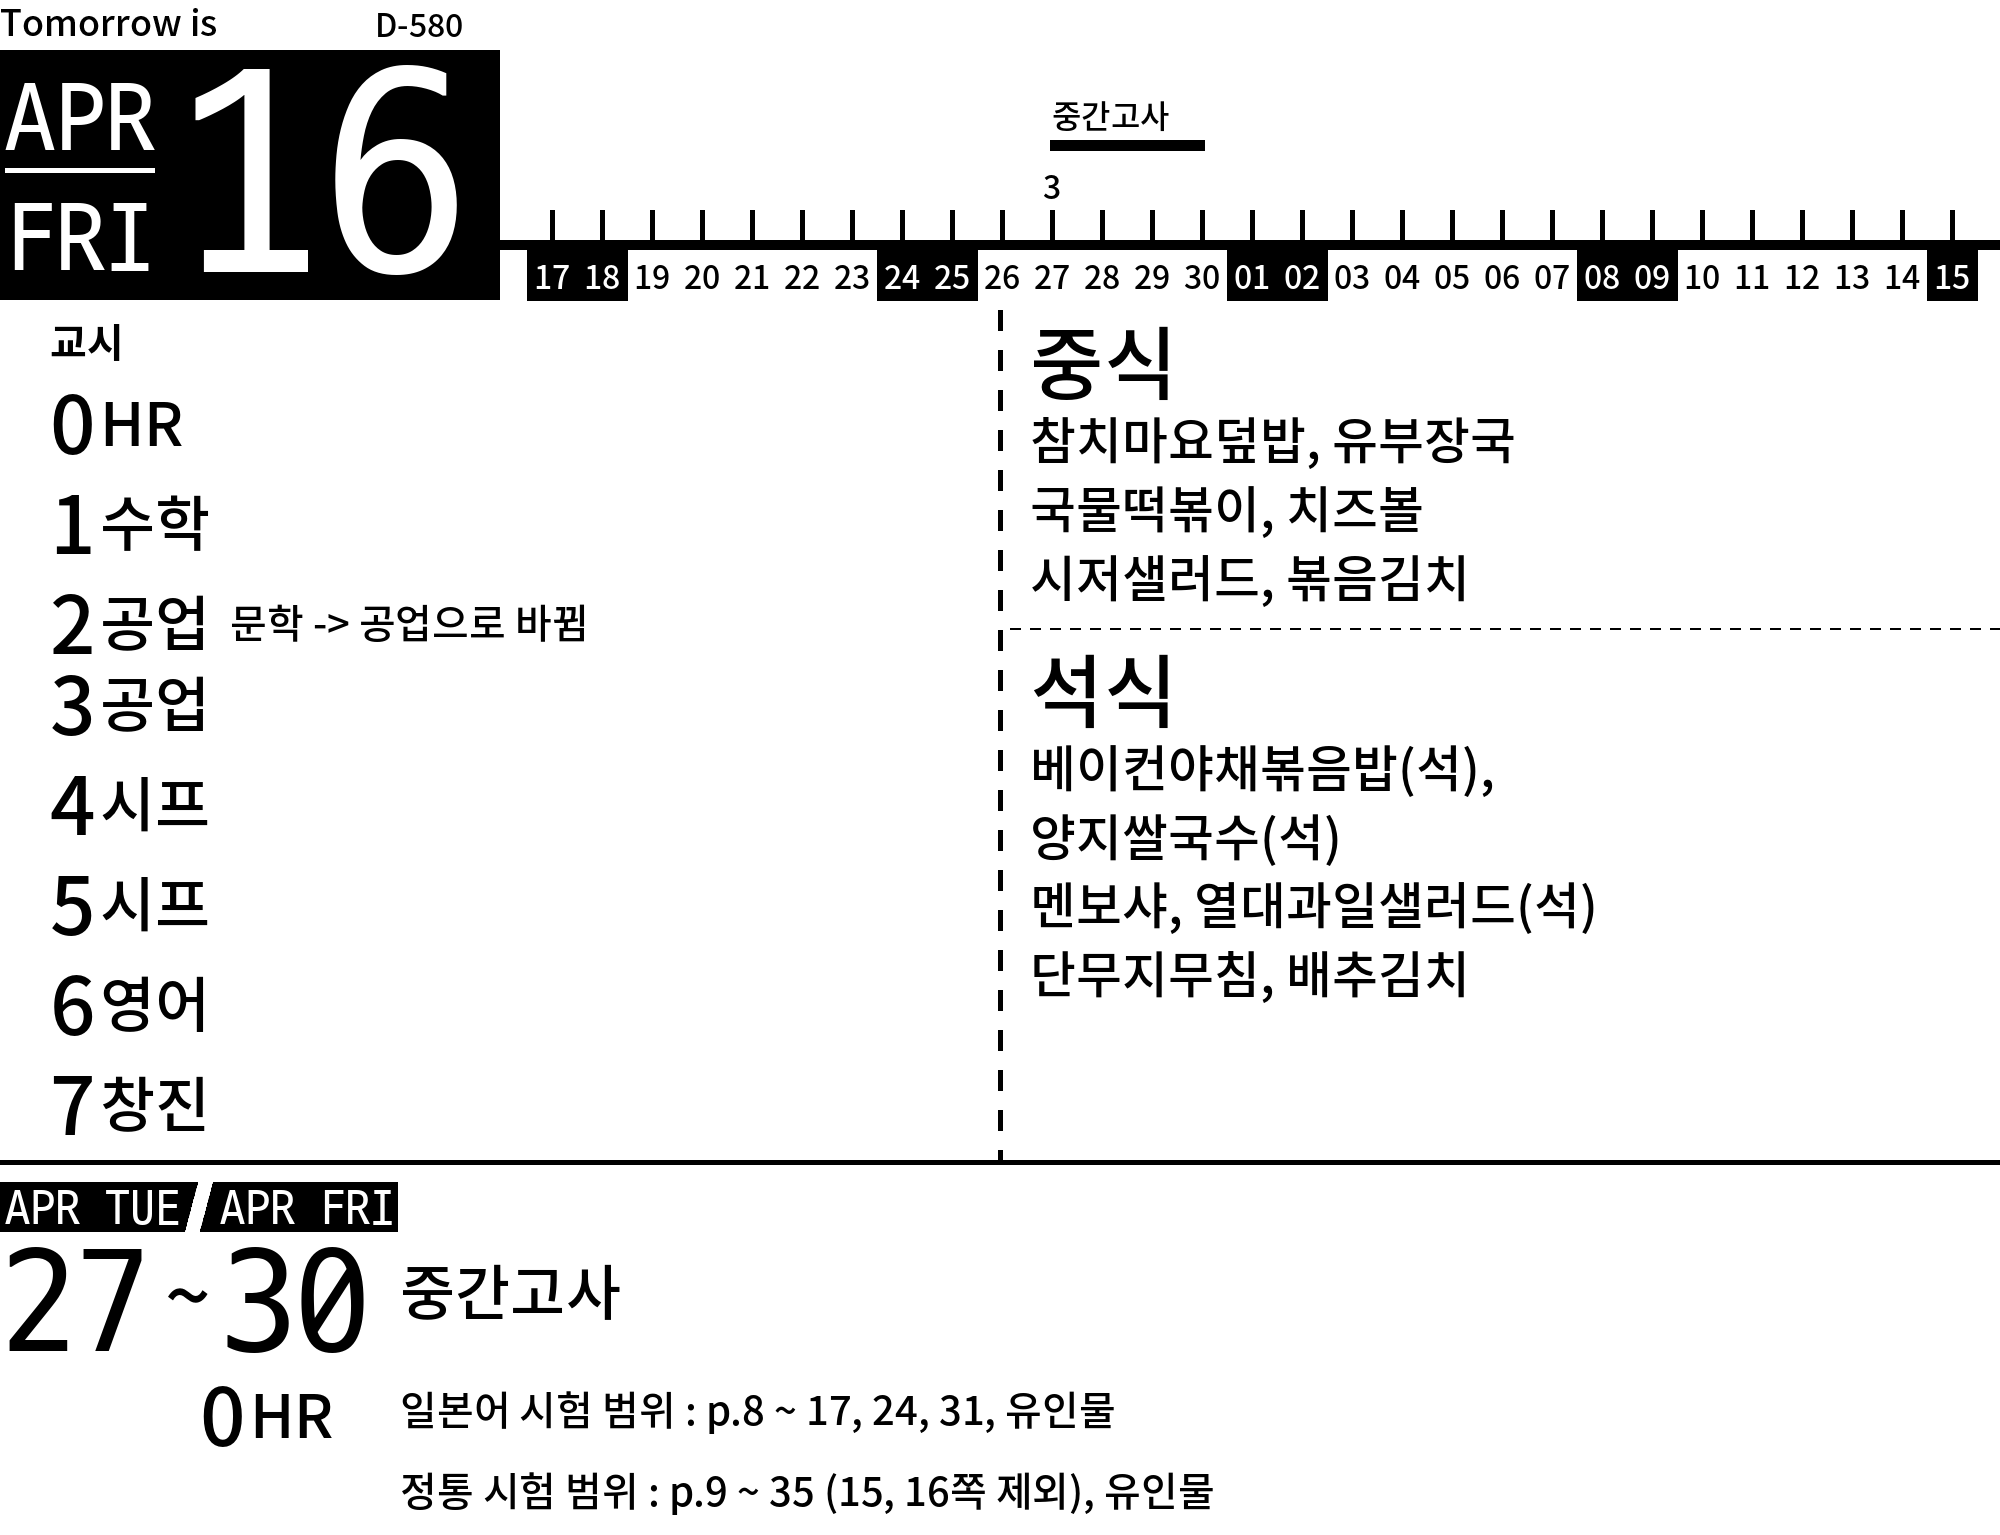 Tomorrow is D-580
APR
FRI
16
중간고사
3
17 18 19 20 21 22 23 24 25 26 27 28 29 30 01 02 03 04 05 06 07 08 09 10 11 12 13 14 15
교시
0 HR
1 수학
2 공업 문학 -> 공업으로 바뀜
3 공업
4 시프
5 시프
6 영어
7 창진
중식
참치마요덮밥, 유부장국
국물떡볶이, 치즈볼
시저샐러드, 볶음김치
석식
베이컨야채볶음밥(석),
양지쌀국수(석)
멘보샤, 열대과일샐러드(석)
단무지무침, 배추김치
APR TUE / APR FRI
27 ~ 30 중간고사
0 HR 일본어 시험 범위 : p.8 ~ 17, 24, 31, 유인물
정통 시험 범위 : p.9 ~ 35 (15, 16쪽 제외), 유인물